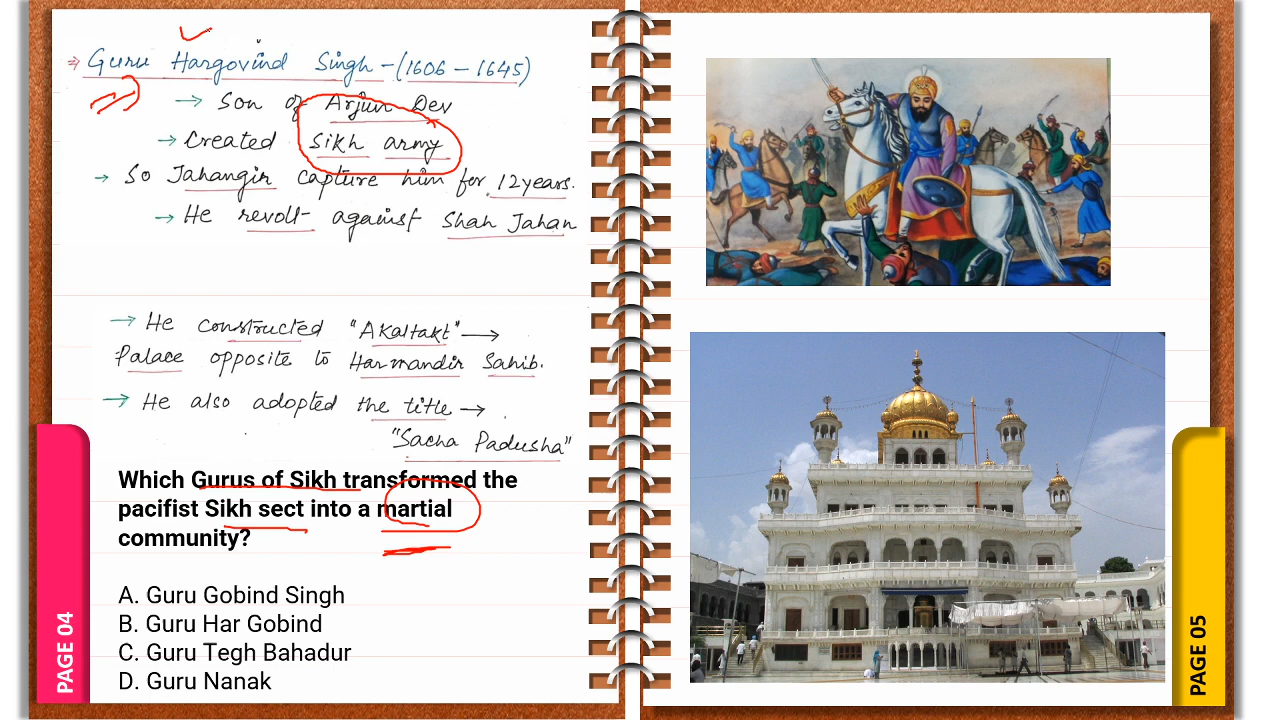 ⇒ Guru Hargovind Singh - (1606 - 1645)
→ Son of Arjun Dev
→ Created Sikh army
→ So Jahangir capture him for 12 years.
→ He revolt against Shah Jahan
→ He constructed "Akaltakt" →
Palace opposite to Harmandir Sahib.
→ He also adopted the title →
"Sacha Padusha"
Which Gurus of Sikh transformed the
pacifist Sikh sect into a martial
community?
A. Guru Gobind Singh
B. Guru Har Gobind
C. Guru Tegh Bahadur
D. Guru Nanak
PAGE 04
PAGE 05